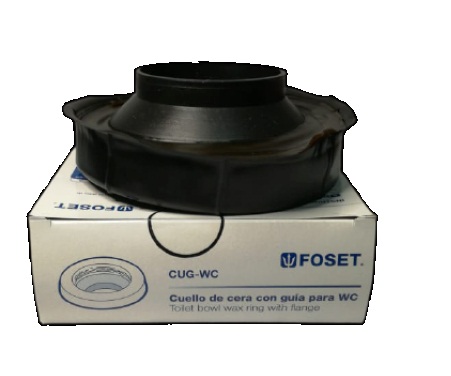 FOSET
FOSET
CUG-WC
Cuello de cera con guía para WC
Toilet bowl wax ring with flange